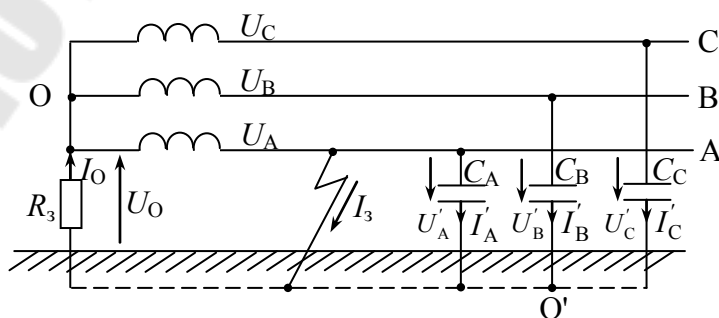 U_C C
O U_B B
U_A A
I_O C_A C_B C_C
R_з U_O I_з U'_A I'_A U'_B I'_B U'_C I'_C
O'